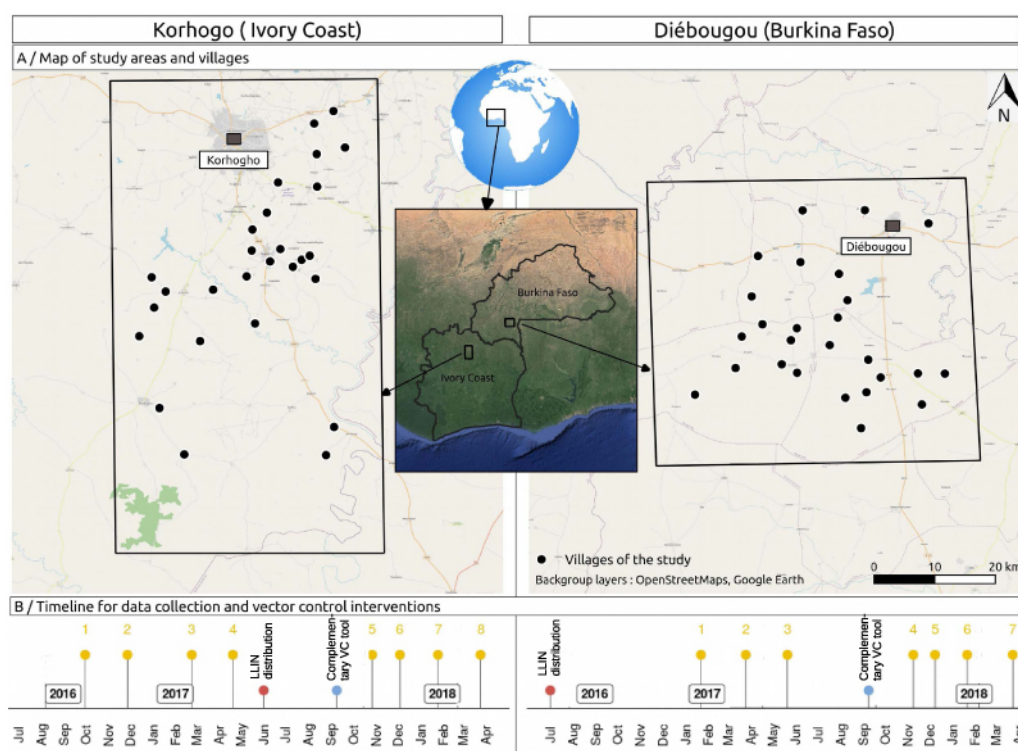 Korhogo ( Ivory Coast)
Diébougou (Burkina Faso)
A / Map of study areas and villages
Korhogho
N
Diébougou
Burkina Faso
Ivory Coast
Villages of the study
Backgroup layers : OpenStreetMaps, Google Earth
0 10 20 km
B / Timeline for data collection and vector control interventions
1 2 3 4 LLIN distribution Complemen-tary VC tool 5 6 7 8
2016 2017 2018
Jul Aug Sep Oct Nov Dec Jan Feb Mar Apr May Jun Jul Aug Sep Oct Nov Dec Jan Feb Mar Apr
LLIN distribution 1 2 3 Complemen-tary VC tool 4 5 6 7
2016 2017 2018
Jul Aug Sep Oct Nov Dec Jan Feb Mar Apr May Jun Jul Aug Sep Oct Nov Dec Jan Feb Mar